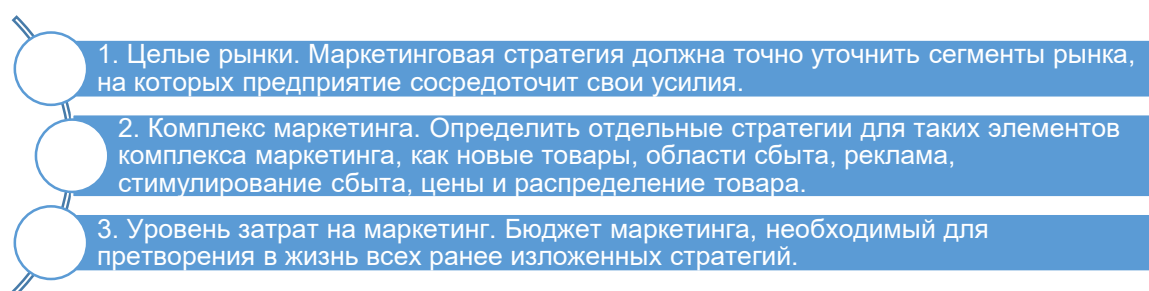 1. Целые рынки. Маркетинговая стратегия должна точно уточнить сегменты рынка,
на которых предприятие сосредоточит свои усилия.
2. Комплекс маркетинга. Определить отдельные стратегии для таких элементов
комплекса маркетинга, как новые товары, области сбыта, реклама,
стимулирование сбыта, цены и распределение товара.
3. Уровень затрат на маркетинг. Бюджет маркетинга, необходимый для
претворения в жизнь всех ранее изложенных стратегий.